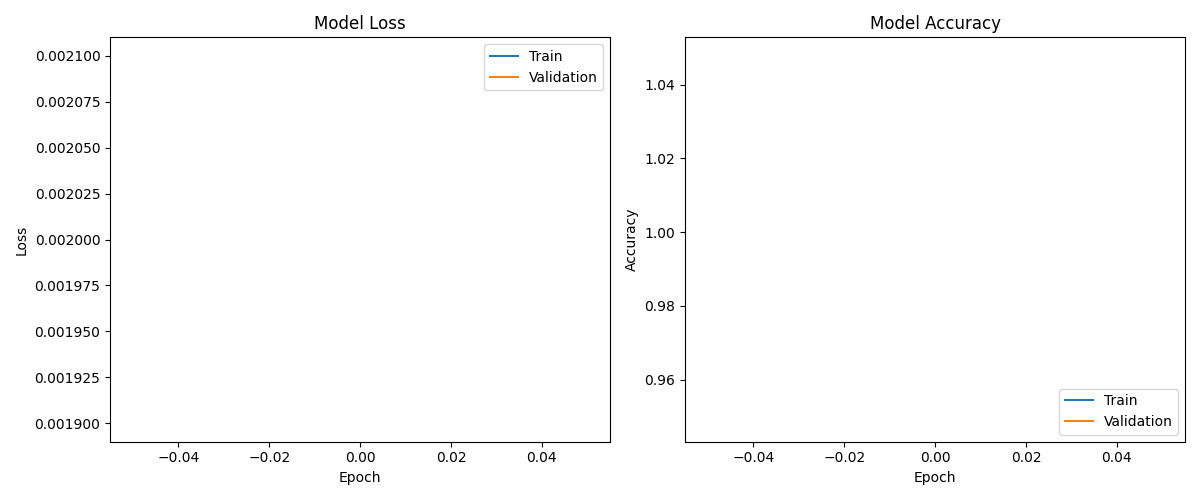 Model Loss
0.002100
0.002075
0.002050
0.002025
0.002000
0.001975
0.001950
0.001925
0.001900
Loss
−0.04 −0.02 0.00 0.02 0.04
Epoch
Train
Validation
Model Accuracy
1.04
1.02
1.00
0.98
0.96
Accuracy
−0.04 −0.02 0.00 0.02 0.04
Epoch
Train
Validation